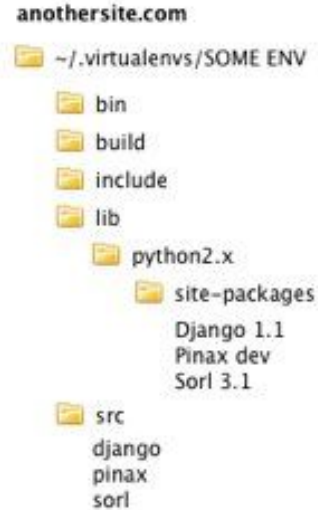 anothersite.com
~/.virtualenvs/SOME ENV
bin
build
include
lib
python2.x
site-packages
Django 1.1
Pinax dev
Sorl 3.1
src
django
pinax
sorl